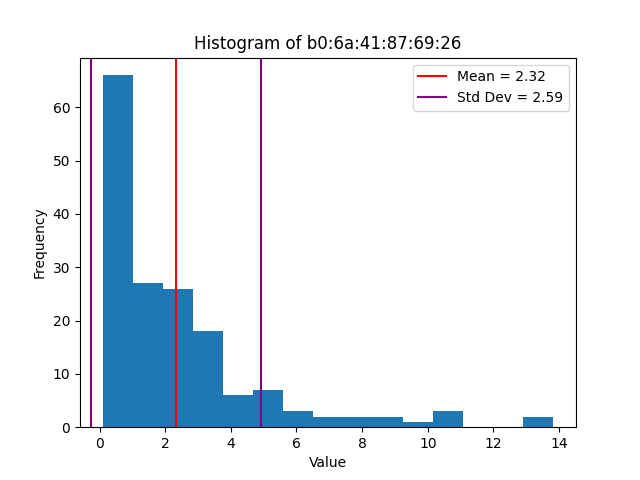 Histogram of b0:6a:41:87:69:26
Mean = 2.32
Std Dev = 2.59
Frequency
60
50
40
30
20
10
0
0 2 4 6 8 10 12 14
Value